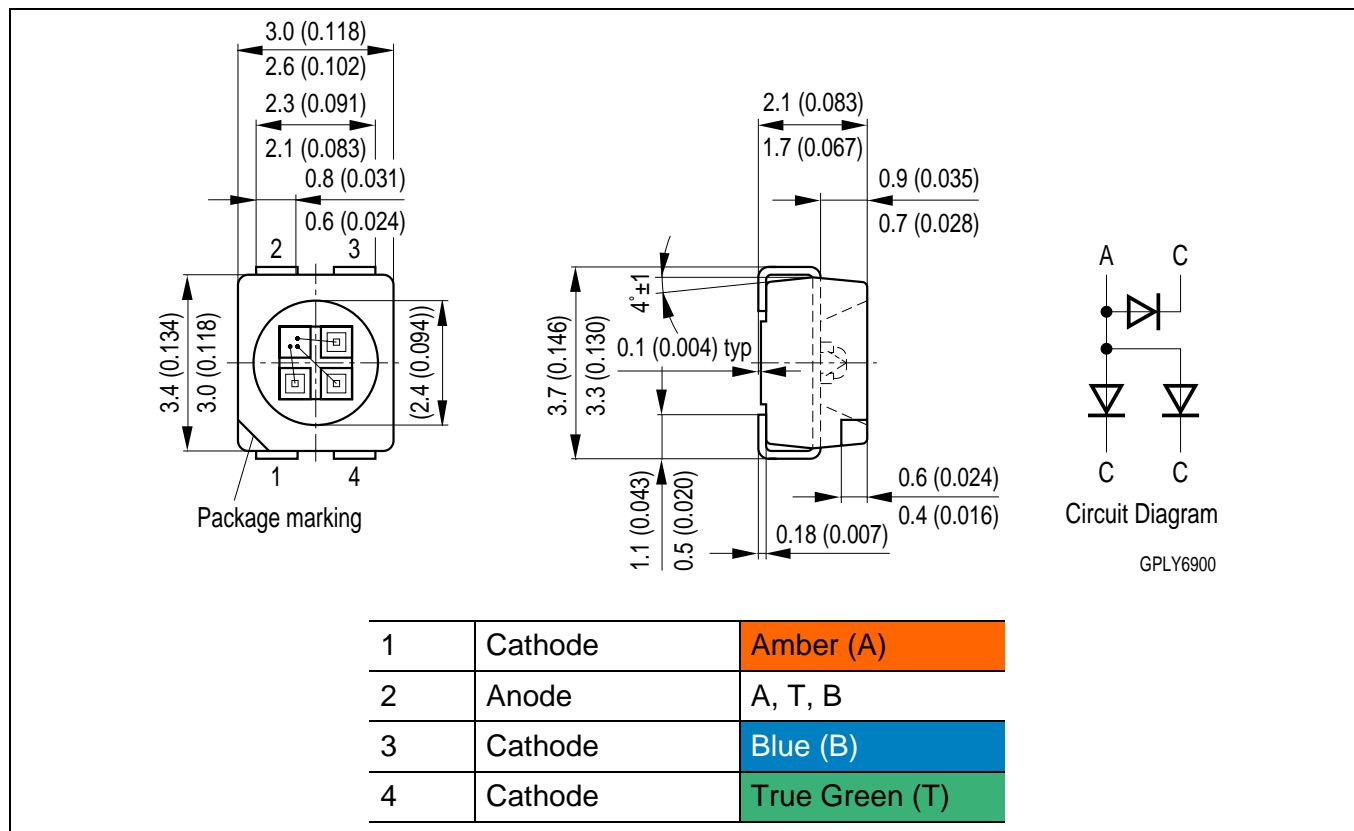 3.0 (0.118)
2.6 (0.102)
2.3 (0.091)
2.1 (0.083)
0.8 (0.031)
0.6 (0.024)
2
3
3.4 (0.134)
3.0 (0.118)
(2.4 (0.094))
1
4
Package marking
2.1 (0.083)
1.7 (0.067)
0.9 (0.035)
0.7 (0.028)
4°±1
0.1 (0.004) typ
3.7 (0.146)
3.3 (0.130)
1.1 (0.043)
0.5 (0.020)
0.6 (0.024)
0.4 (0.016)
0.18 (0.007)
A C
C C
Circuit Diagram
GPLY6900
1 Cathode Amber (A)
2 Anode A, T, B
3 Cathode Blue (B)
4 Cathode True Green (T)